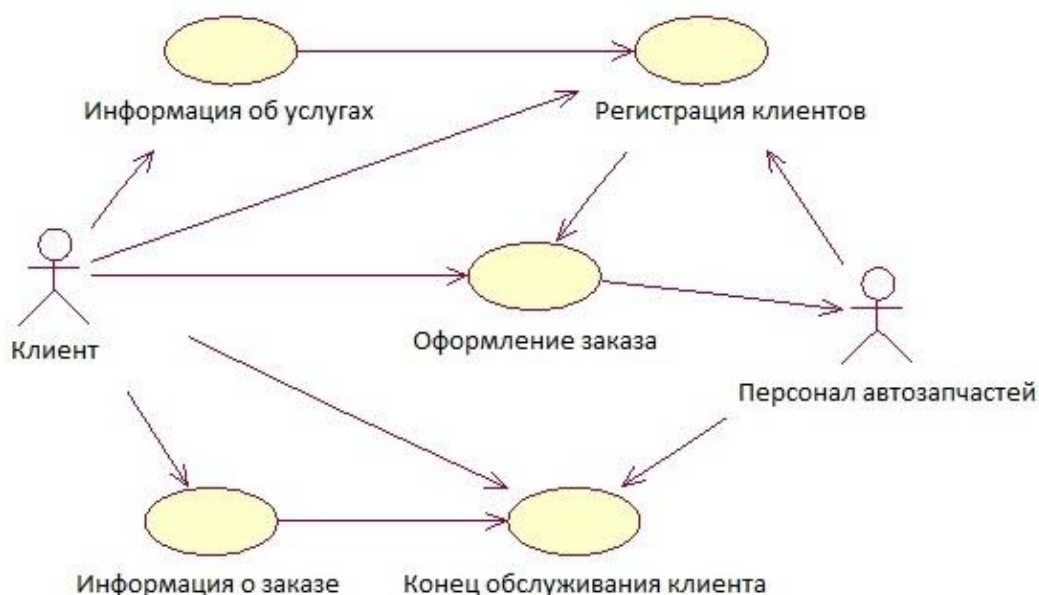 Информация об услугах
Регистрация клиентов
Клиент
Оформление заказа
Персонал автозапчастей
Информация о заказе
Конец обслуживания клиента